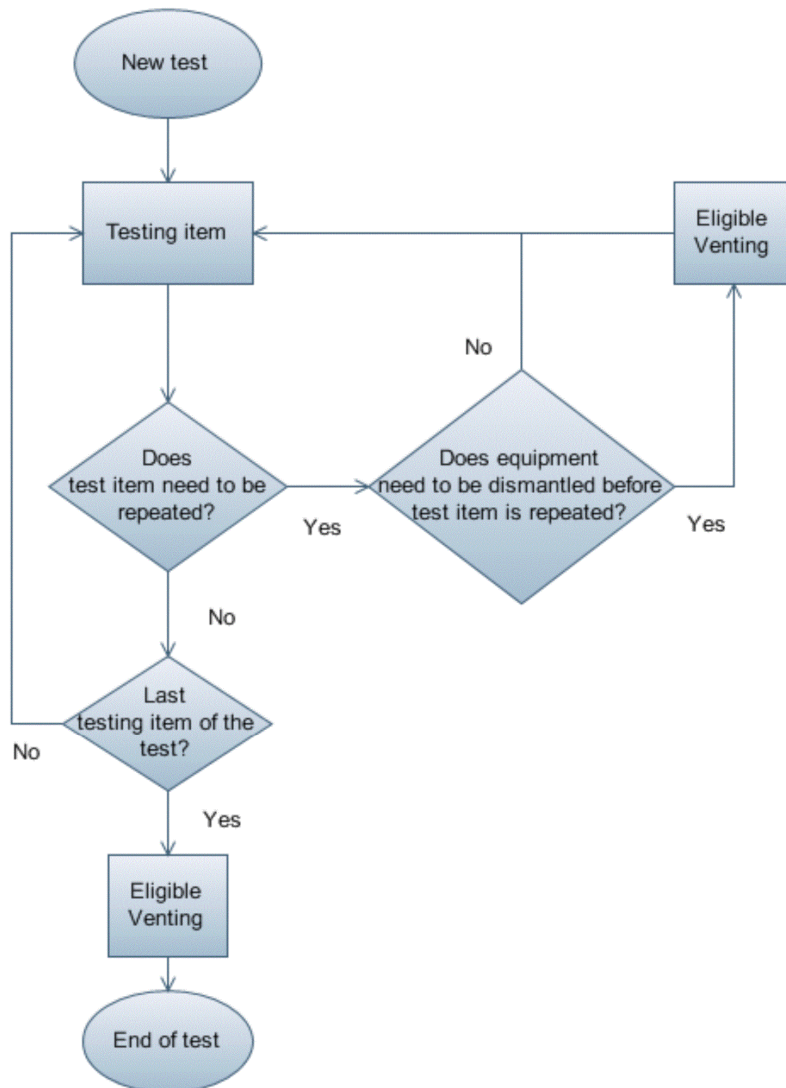 New test
Testing item
Eligible
Venting
No
Does
test item need to be
repeated?
Yes
Does equipment
need to be dismantled before
test item is repeated?
Yes
No
Last
testing item of the
test?
No
Yes
Eligible
Venting
End of test